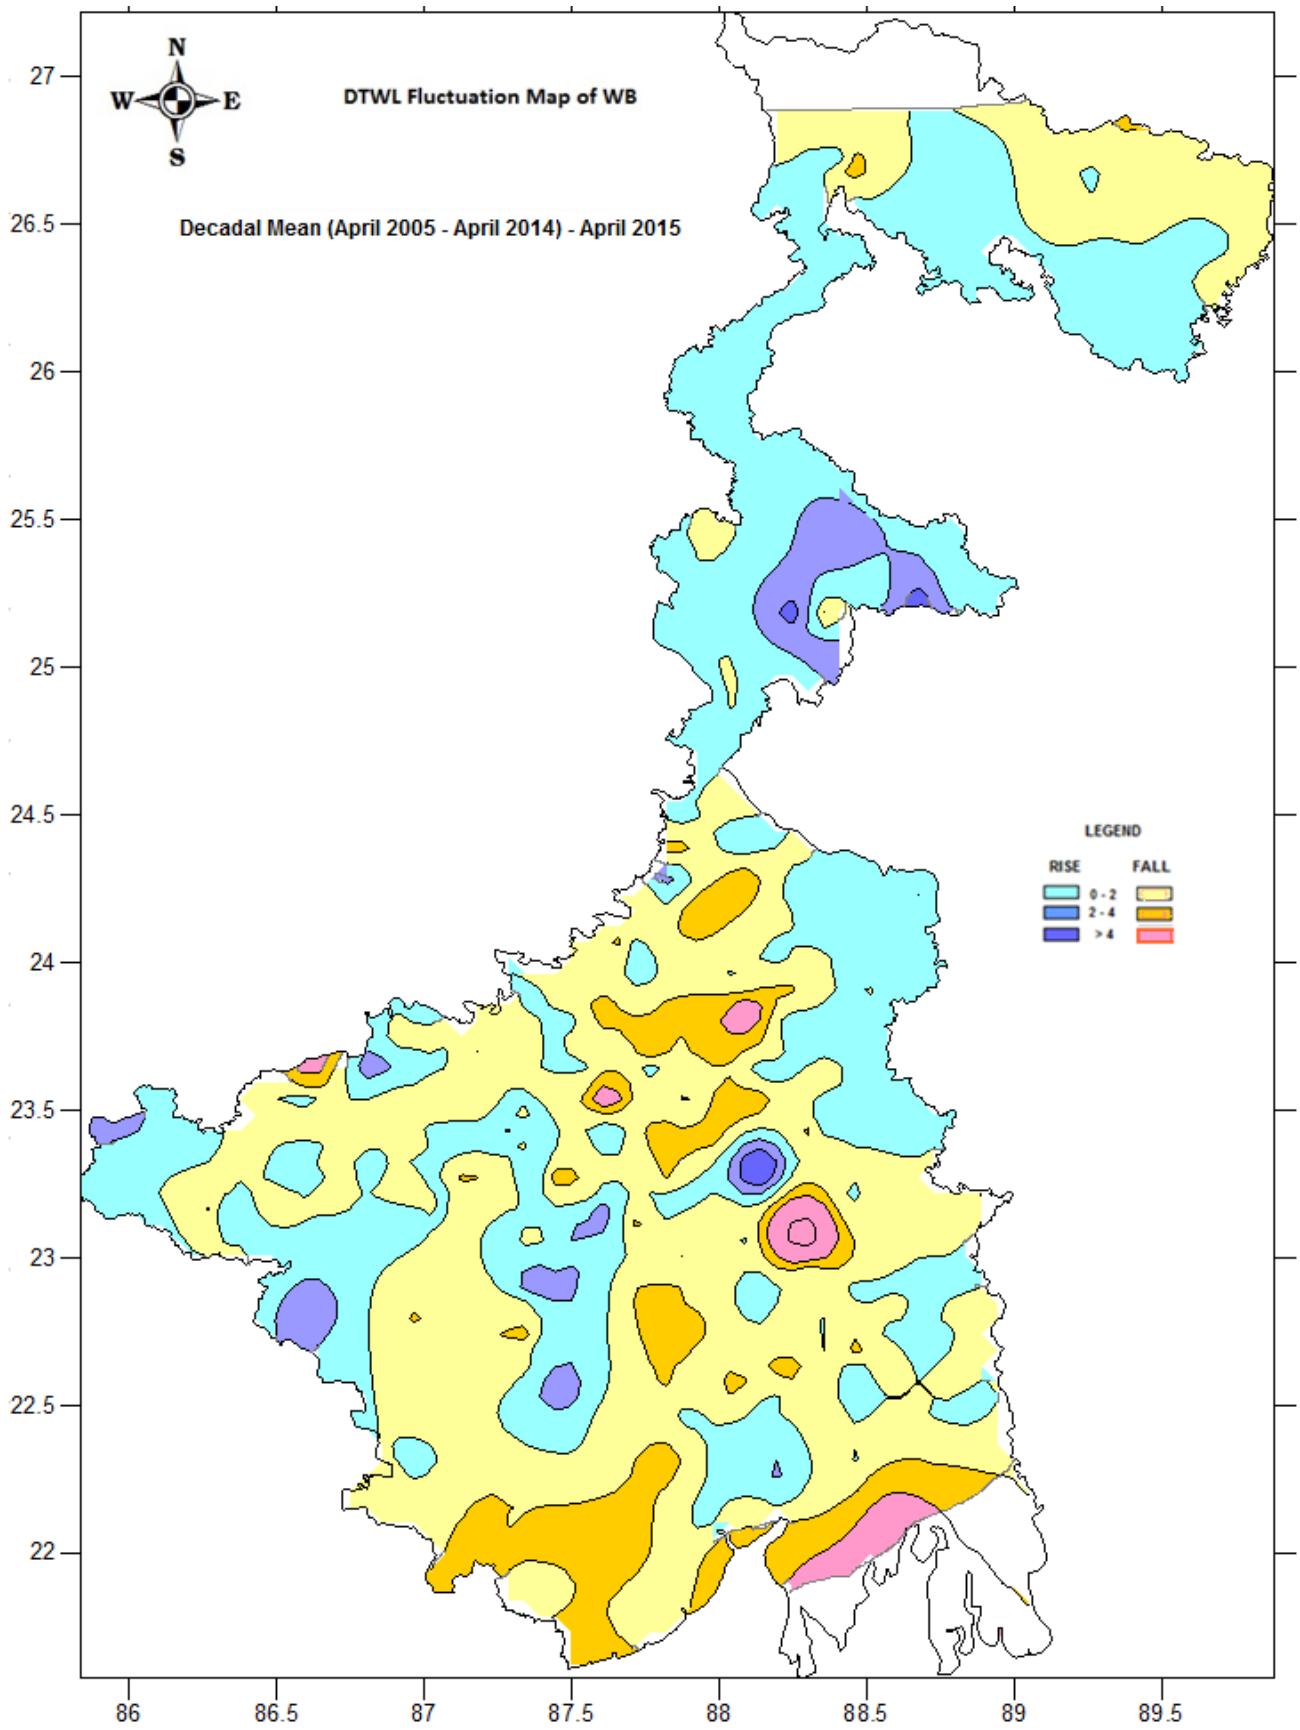 N
W E
S
DTWL Fluctuation Map of WB
Decadal Mean (April 2005 - April 2014) - April 2015
27
26.5
26
25.5
25
24.5
24
23.5
23
22.5
22
LEGEND
RISE FALL
0 - 2
2 - 4
> 4
86 86.5 87 87.5 88 88.5 89 89.5